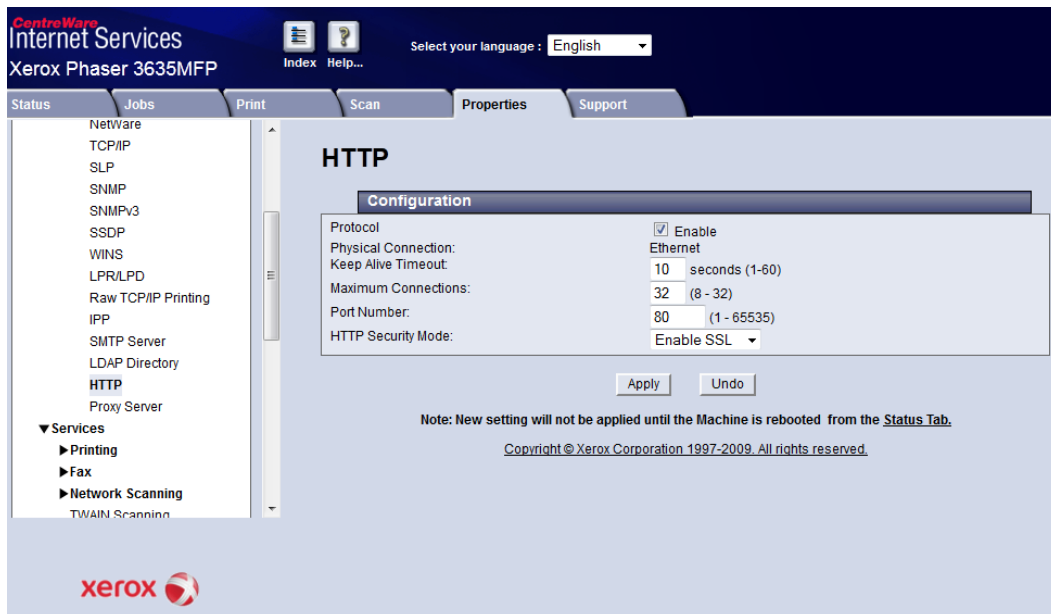 CentreWare
Internet Services
Xerox Phaser 3635MFP
Index Help...
Select your language : English
Status Jobs Print Scan Properties Support
NetWare
TCP/IP
SLP
SNMP
SNMPv3
SSDP
WINS
LPR/LPD
Raw TCP/IP Printing
IPP
SMTP Server
LDAP Directory
HTTP
Proxy Server
Services
Printing
Fax
Network Scanning
TWAIN Scanning
HTTP
Configuration
Protocol Enable
Physical Connection: Ethernet
Keep Alive Timeout: 10 seconds (1-60)
Maximum Connections: 32 (8 - 32)
Port Number: 80 (1 - 65535)
HTTP Security Mode: Enable SSL
Apply Undo
Note: New setting will not be applied until the Machine is rebooted from the Status Tab.
Copyright © Xerox Corporation 1997-2009. All rights reserved.
xerox